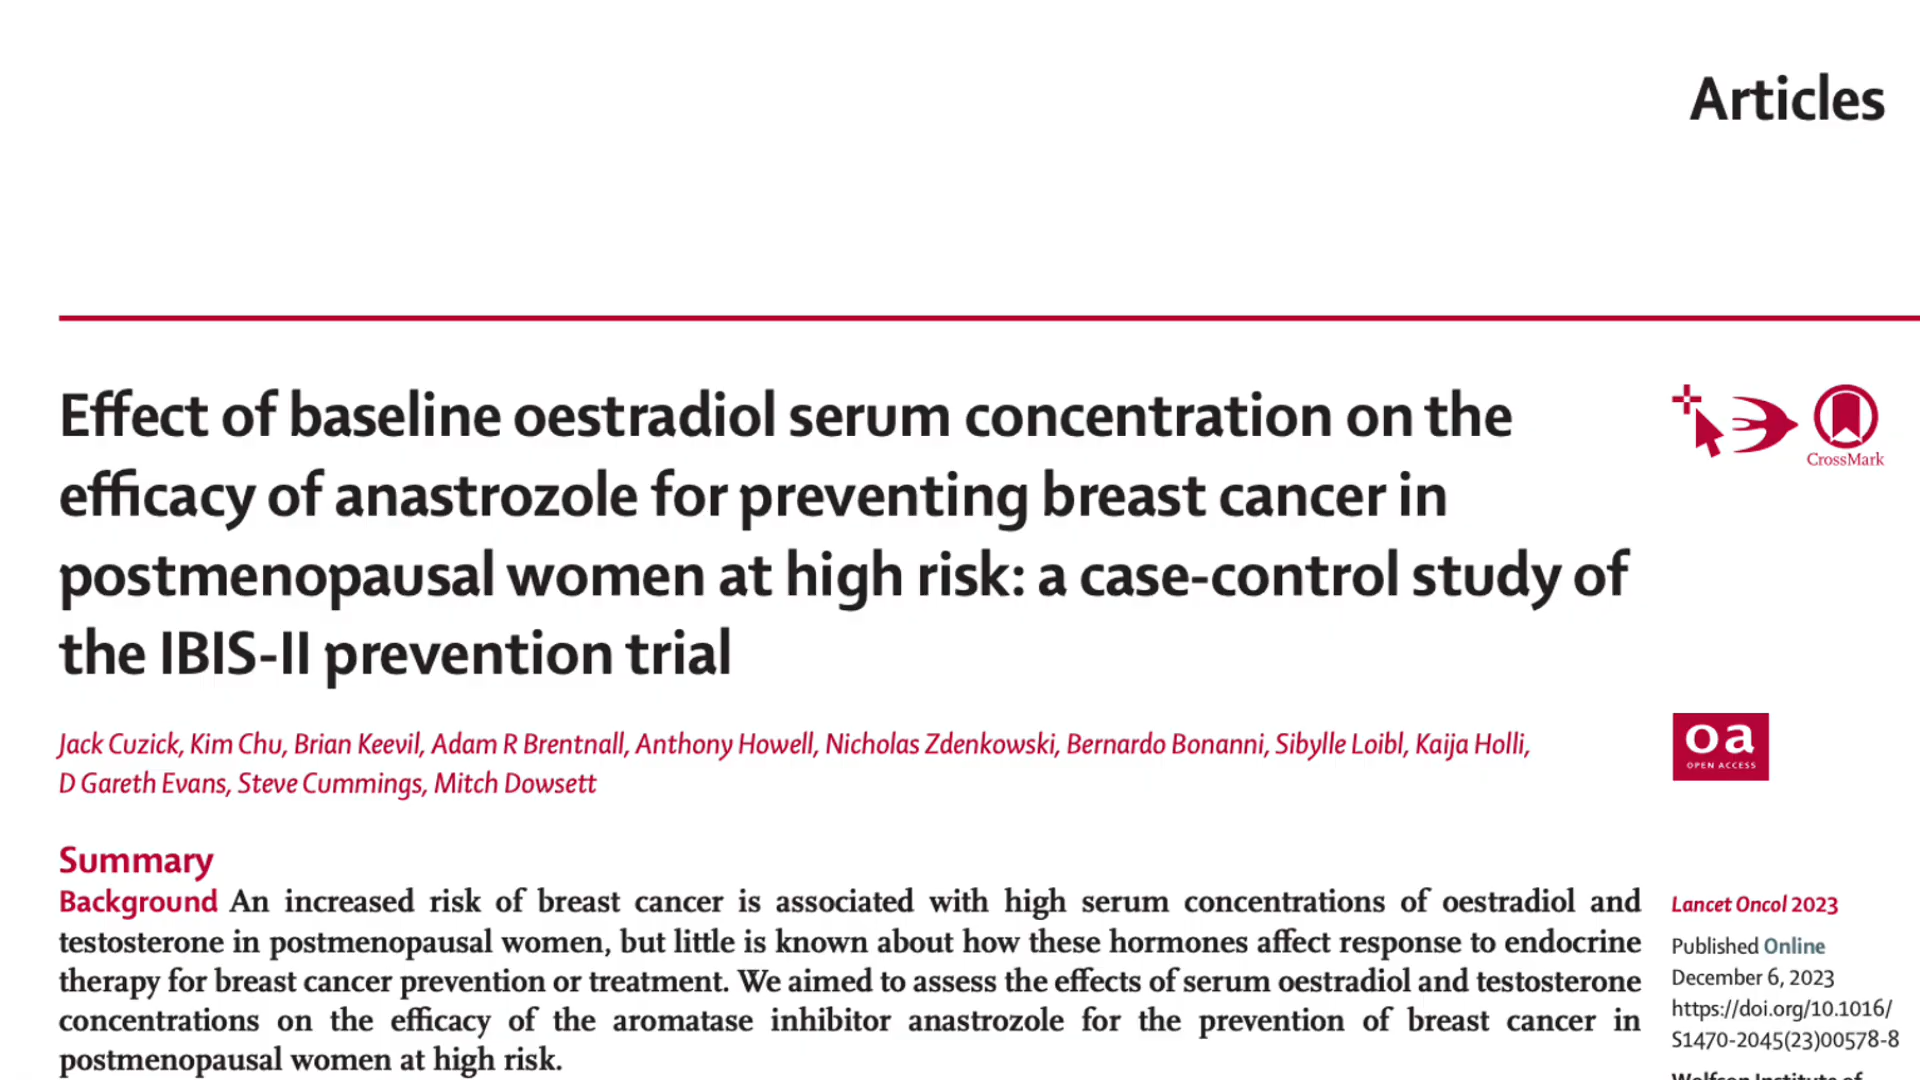 Articles
Effect of baseline oestradiol serum concentration on the
efficacy of anastrozole for preventing breast cancer in
postmenopausal women at high risk: a case-control study of
the IBIS-II prevention trial
CrossMark
Jack Cuzick, Kim Chu, Brian Keevil, Adam R Brentnall, Anthony Howell, Nicholas Zdenkowski, Bernardo Bonanni, Sibylle Loibl, Kaija Holli,
D Gareth Evans, Steve Cummings, Mitch Dowsett
oa
OPEN ACCESS
Summary
Background An increased risk of breast cancer is associated with high serum concentrations of oestradiol and
testosterone in postmenopausal women, but little is known about how these hormones affect response to endocrine
therapy for breast cancer prevention or treatment. We aimed to assess the effects of serum oestradiol and testosterone
concentrations on the efficacy of the aromatase inhibitor anastrozole for the prevention of breast cancer in
postmenopausal women at high risk.
Lancet Oncol 2023
Published Online
December 6, 2023
https://doi.org/10.1016/
S1470-2045(23)00578-8
Wolfson Institute of